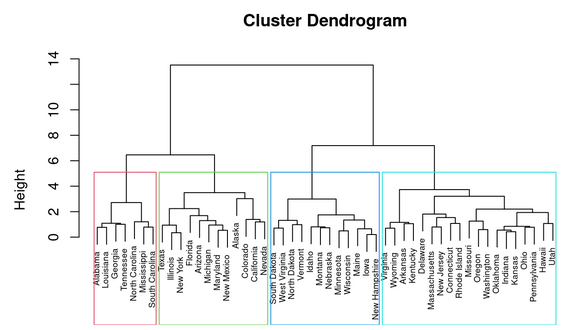 Cluster Dendrogram
Height
14
10
8
6
4
2
0
Alabama
Louisiana
Georgia
Tennessee
North Carolina
Mississippi
South Carolina
Texas
Illinois
New York
Florida
Arizona
Michigan
Maryland
New Mexico
Alaska
Colorado
California
Nevada
South Dakota
West Virginia
North Dakota
Vermont
Idaho
Montana
Nebraska
Minnesota
Wisconsin
Maine
Iowa
New Hampshire
Virginia
Wyoming
Arkansas
Kentucky
Delaware
Massachusetts
New Jersey
Connecticut
Rhode Island
Missouri
Oregon
Washington
Oklahoma
Indiana
Kansas
Ohio
Pennsylvania
Hawaii
Utah